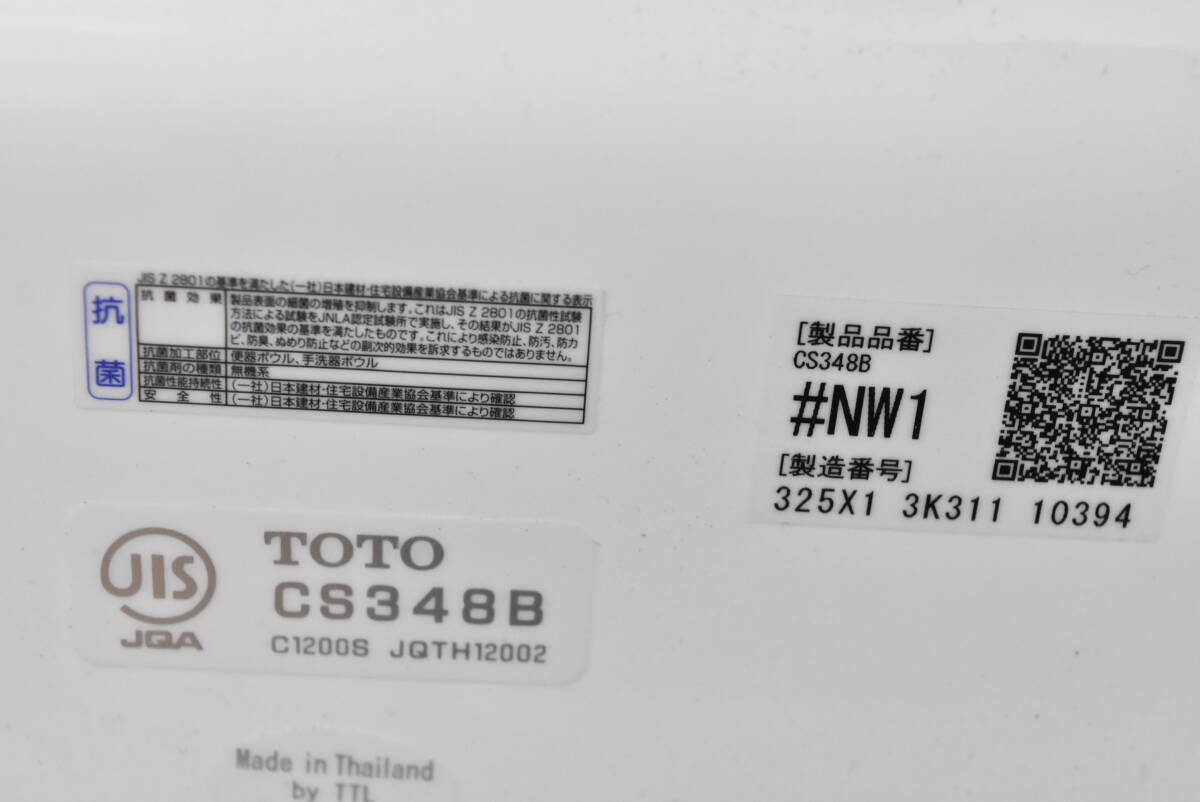 JIS Z 2801の基準を満たした(一社)日本建材・住宅設備産業協会基準による抗菌に関する表示
抗菌
抗菌効果
製品表面の細菌の増殖を抑制します。これはJIS Z 2801の抗菌性試験
方法による試験をJNLA認定試験所で実施し、その結果がJIS Z 2801
の抗菌効果の基準を満たしたものです。これにより感染防止、防汚、防カ
ビ、防臭、ぬめり防止などの副次的効果を訴求するものではありません。
抗菌加工部位 便器ボウル、手洗器ボウル
抗菌剤の種類 無機系
抗菌性能持続性 (一社)日本建材・住宅設備産業協会基準により確認
安全性 (一社)日本建材・住宅設備産業協会基準により確認
[製品品番]
CS348B
#NW1
[製造番号]
325X1 3K311 10394
JIS
JQA
TOTO
CS348B
C1200S JQTH12002
Made in Thailand
by TTL